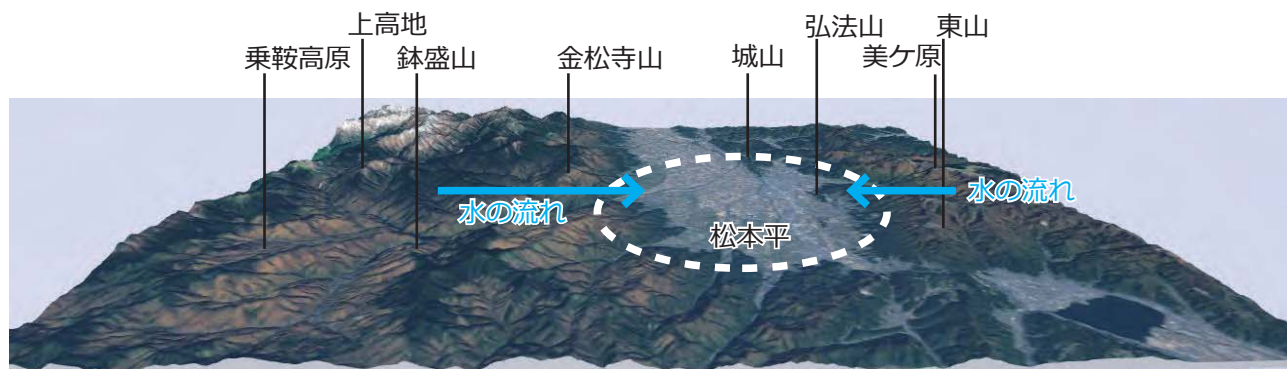 上高地
弘法山
東山
乗鞍高原
鉢盛山
金松寺山
城山
美ケ原
水の流れ
水の流れ
松本平